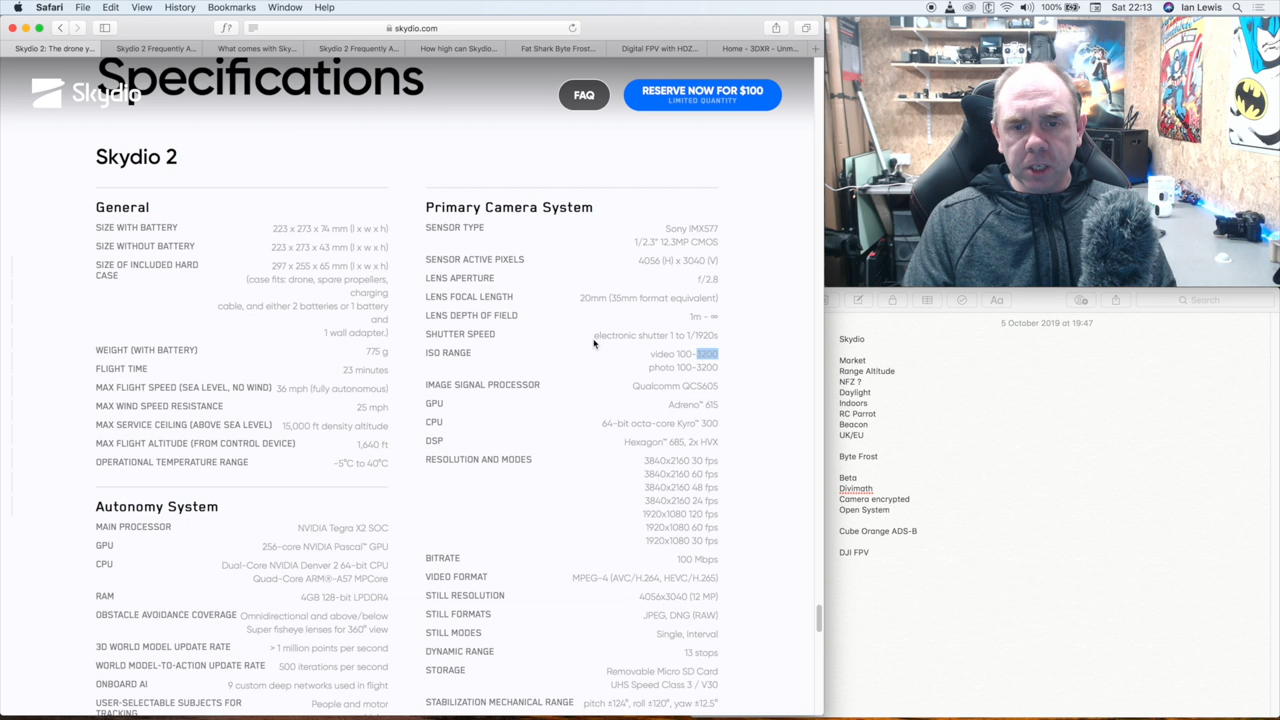 Safari File Edit View History Bookmarks Window Help
100% Sat 22:13 Ian Lewis
skydio.com
Skydio 2: The drone y...
Skydio 2 Frequently A...
What comes with Sky...
Skydio 2 Frequently A...
How high can Skydio...
Fat Shark Byte Frost...
Digital FPV with HDZ...
Home - 3DXR - Unm...
Specifications
Skydio
FAQ
RESERVE NOW FOR $100
LIMITED QUANTITY
Skydio 2
General
SIZE WITH BATTERY 223 x 273 x 74 mm (l x w x h)
SIZE WITHOUT BATTERY 223 x 273 x 43 mm (l x w x h)
SIZE OF INCLUDED HARD CASE 297 x 255 x 65 mm (l x w x h)
(case fits: drone, spare propellers,
charging
cable, and either 2 batteries or 1 battery
and
1 wall adapter.)
WEIGHT (WITH BATTERY) 775 g
FLIGHT TIME 23 minutes
MAX FLIGHT SPEED (SEA LEVEL, NO WIND) 36 mph (fully autonomous)
MAX WIND SPEED RESISTANCE 25 mph
MAX SERVICE CEILING (ABOVE SEA LEVEL) 15,000 ft density altitude
MAX FLIGHT ALTITUDE (FROM CONTROL DEVICE) 1,640 ft
OPERATIONAL TEMPERATURE RANGE -5°C to 40°C
Autonomy System
MAIN PROCESSOR NVIDIA Tegra X2 SOC
GPU 256-core NVIDIA Pascal™ GPU
CPU Dual-Core NVIDIA Denver 2 64-bit CPU
Quad-Core ARM®-A57 MPCore
RAM 4GB 128-bit LPDDR4
OBSTACLE AVOIDANCE COVERAGE Omnidirectional and above/below
Super fisheye lenses for 360° view
3D WORLD MODEL UPDATE RATE > 1 million points per second
WORLD MODEL-TO-ACTION UPDATE RATE 500 iterations per second
ONBOARD AI 9 custom deep networks used in flight
USER-SELECTABLE SUBJECTS FOR People and motor
TRACKING
Primary Camera System
SENSOR TYPE Sony IMX577
1/2.3" 12.3MP CMOS
SENSOR ACTIVE PIXELS 4056 (H) x 3040 (V)
LENS APERTURE f/2.8
LENS FOCAL LENGTH 20mm (35mm format equivalent)
LENS DEPTH OF FIELD 1m - ∞
SHUTTER SPEED electronic shutter 1 to 1/1920s
ISO RANGE video 100-3200
photo 100-3200
IMAGE SIGNAL PROCESSOR Qualcomm QCS605
GPU Adreno™ 615
CPU 64-bit octa-core Kyro™ 300
DSP Hexagon™ 685, 2x HVX
RESOLUTION AND MODES 3840x2160 30 fps
3840x2160 60 fps
3840x2160 48 fps
3840x2160 24 fps
1920x1080 120 fps
1920x1080 60 fps
1920x1080 30 fps
BITRATE 100 Mbps
VIDEO FORMAT MPEG-4 (AVC/H.264, HEVC/H.265)
STILL RESOLUTION 4056x3040 (12 MP)
STILL FORMATS JPEG, DNG (RAW)
STILL MODES Single, Interval
DYNAMIC RANGE 13 stops
STORAGE Removable Micro SD Card
UHS Speed Class 3 / V30
STABILIZATION MECHANICAL RANGE pitch ±124°, roll ±120°, yaw ±12.5°
Aa
Search
5 October 2019 at 19:47
Skydio
Market
Range Altitude
NFZ ?
Daylight
Indoors
RC Parrot
Beacon
UK/EU
Byte Frost
Beta
Divimath
Camera encrypted
Open System
Cube Orange ADS-B
DJI FPV